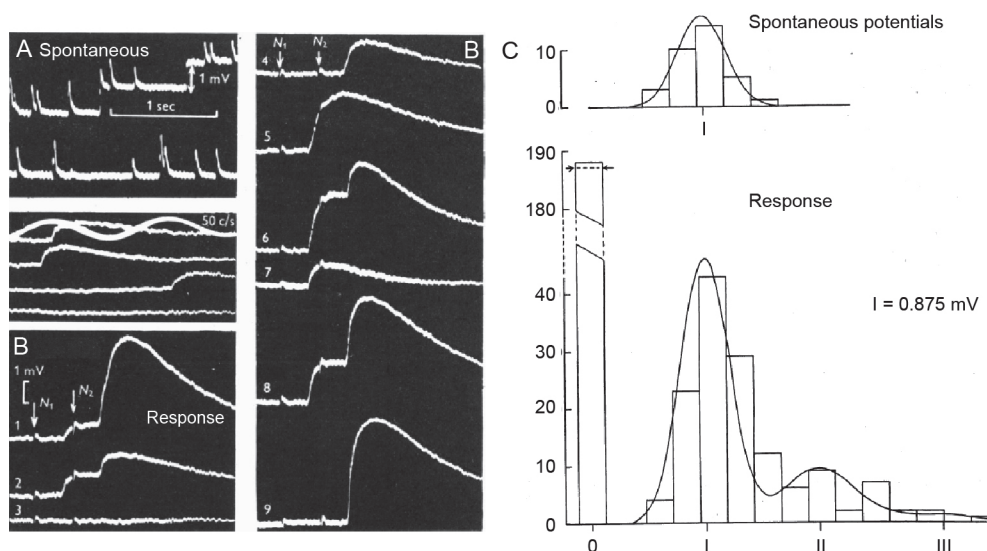 A Spontaneous
1 mV
1 sec
50 c/s
B
1 mV
N₁
N₂
Response
1
2
3
B
N₁
N₂
4
5
6
7
8
9
C
Spontaneous potentials
10
0
I
190
180
Response
40
30
20
10
0
I = 0.875 mV
0
I
II
III